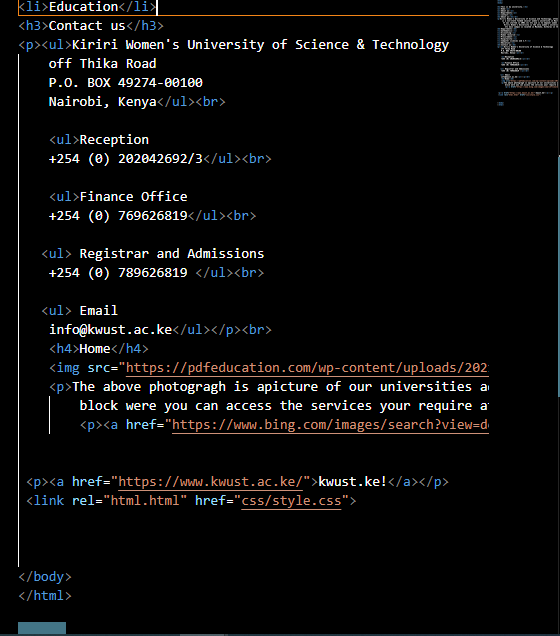 <li>Education</li>
<h3>Contact us</h3>
<p><ul>Kiriri Women's University of Science & Technology
off Thika Road
P.O. BOX 49274-00100
Nairobi, Kenya</ul><br>
<ul>Reception
+254 (0) 202042692/3</ul><br>
<ul>Finance Office
+254 (0) 769626819</ul><br>
<ul> Registrar and Admissions
+254 (0) 789626819 </ul><br>
<ul> Email
info@kwust.ac.ke</ul></p><br>
<h4>Home</h4>
<img src="https://pdfeducation.com/wp-content/uploads/202
<p>The above photogragh is apicture of our universities
block were you can access the services your require
<p><a href="https://www.bing.com/images/search?view=
<p><a href="https://www.kwust.ac.ke/">kwust.ke!</a></p>
<link rel="html.html" href="css/style.css">
</body>
</html>